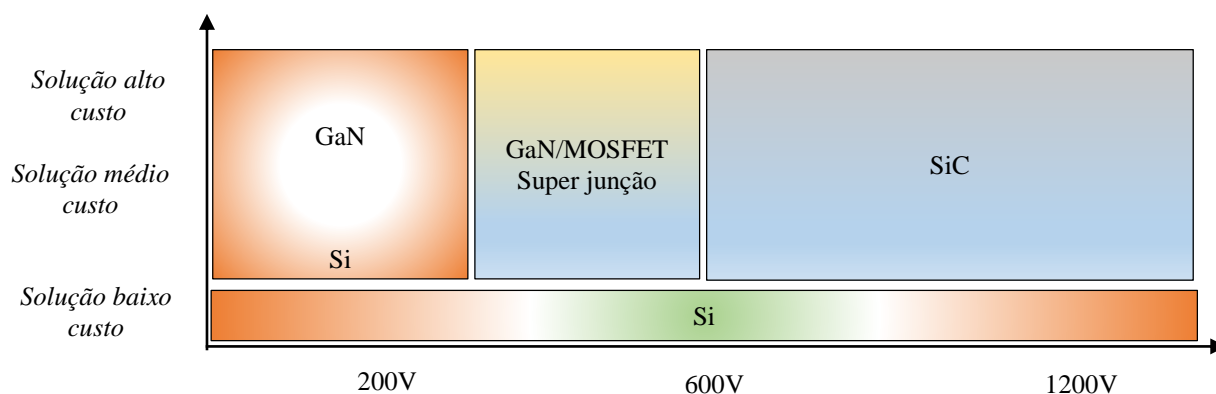 Solução alto
custo
GaN
GaN/MOSFET
Super junção
SiC
Solução médio
custo
Si
Solução baixo
custo
Si
200V
600V
1200V